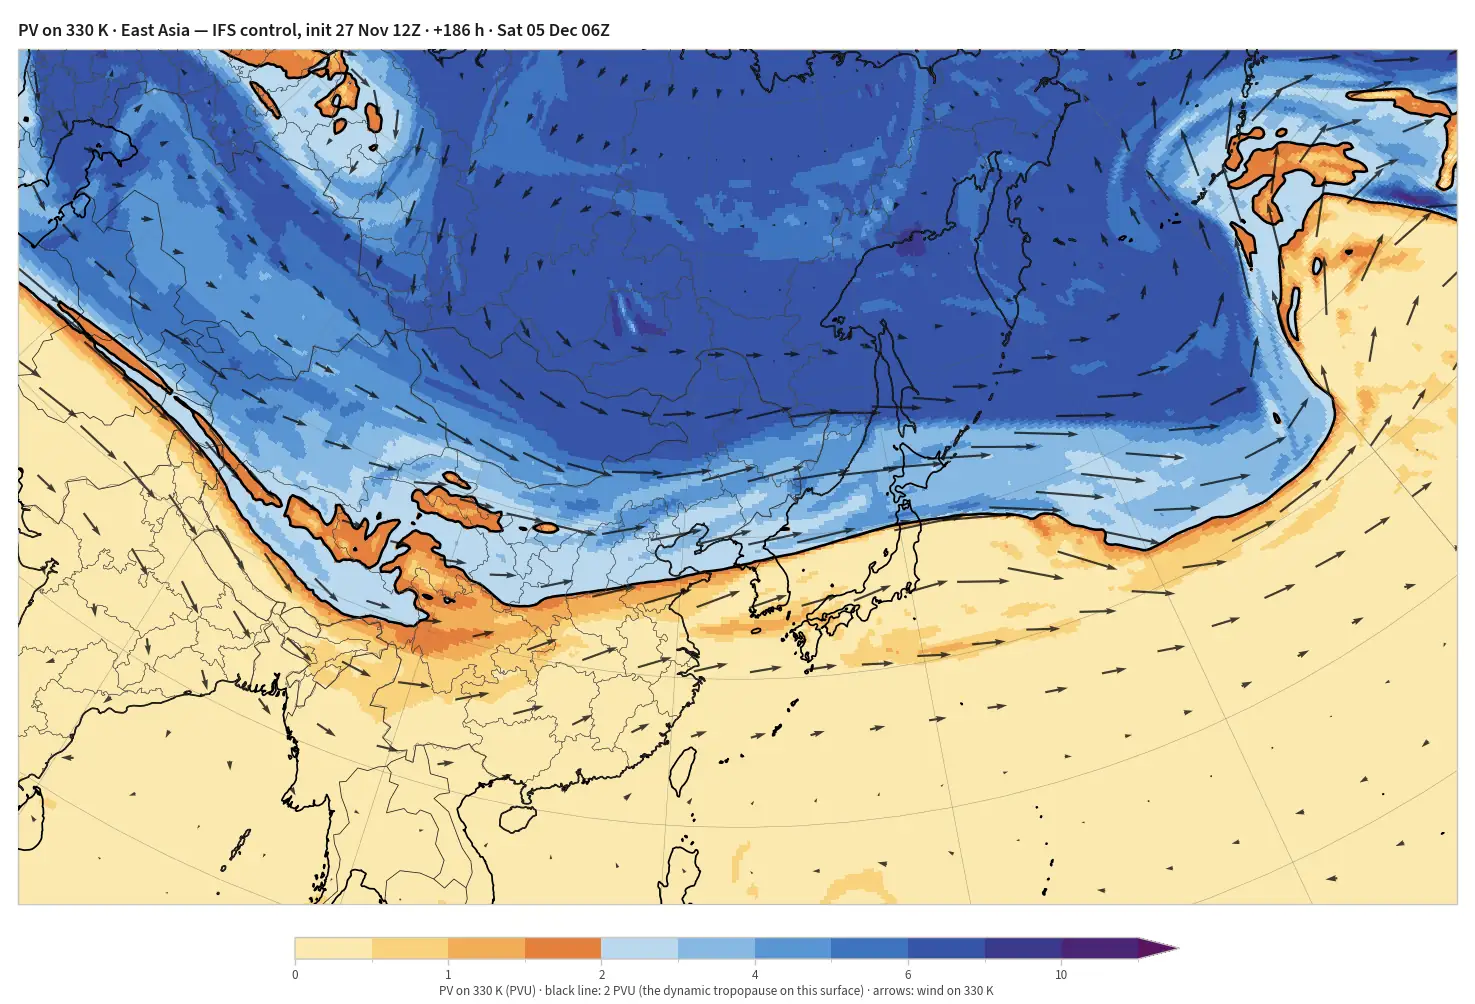 PV on 330 K · East Asia — IFS control, init 27 Nov 12Z · +186 h · Sat 05 Dec 06Z
0 1 2 4 6 10
PV on 330 K (PVU) · black line: 2 PVU (the dynamic tropopause on this surface) · arrows: wind on 330 K